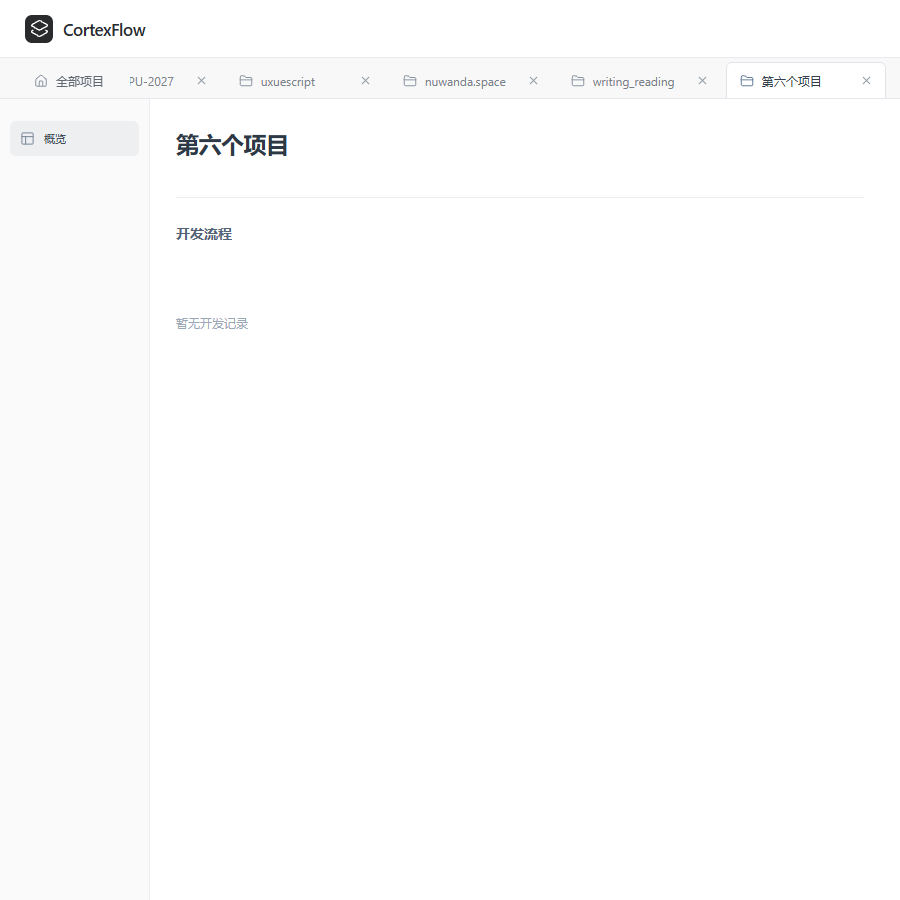 CortexFlow
全部项目 PU-2027 uxuescript nuwanda.space writing_reading 第六个项目
概览
第六个项目
开发流程
暂无开发记录